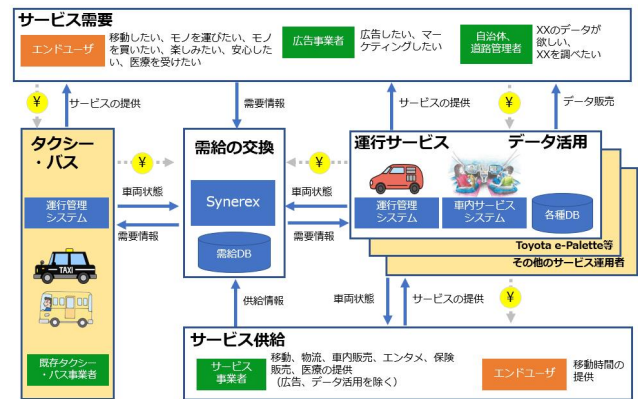 サービス需要
エンドユーザ
移動したい、モノを運びたい、モノ
を買いたい、楽しみたい、安心した
い、医療を受けたい
広告事業者
広告したい、マー
ケティングしたい
自治体、
道路管理者
XXのデータが
欲しい、
XXを調べたい
¥
サービスの提供
需要情報
¥
サービスの提供
¥
データ販売
タクシー
・バス
運行管理
システム
TAXI
既存タクシー
・バス事業者
¥
車両状態
需要情報
需給の交換
Synerex
需給DB
¥
車両状態
需要情報
運行サービス
データ活用
運行管理
システム
車内サービス
システム
各種DB
Toyota e-Palette等
その他のサービス運用者
供給情報
車両状態
サービスの提供
¥
サービス供給
サービス
事業者
移動、物流、車内販売、エンタメ、保険
販売、医療の提供
（広告、データ活用を除く）
エンドユーザ
移動時間の
提供